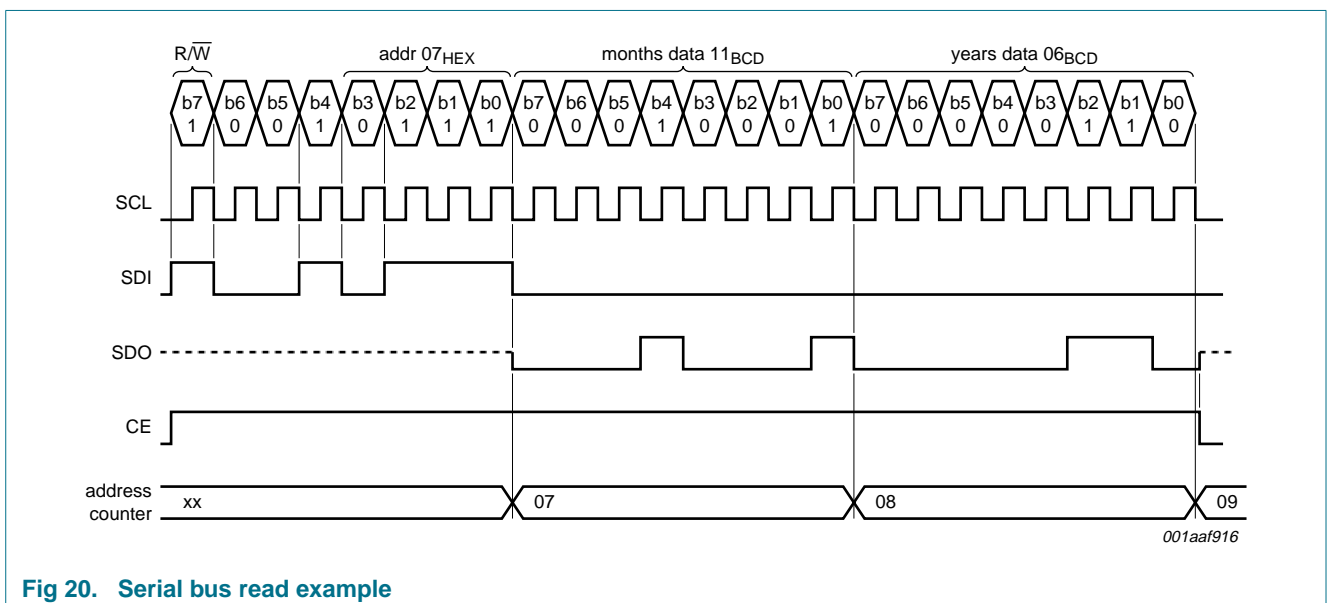 R/W̅ addr 07HEX months data 11BCD years data 06BCD
b7 b6 b5 b4 b3 b2 b1 b0 b7 b6 b5 b4 b3 b2 b1 b0 b7 b6 b5 b4 b3 b2 b1 b0
1 0 0 1 0 1 1 1 0 0 0 1 0 0 0 1 0 0 0 0 0 1 1 0
SCL
SDI
SDO
CE
address
counter
xx 07 08 09
001aaf916
Fig 20. Serial bus read example